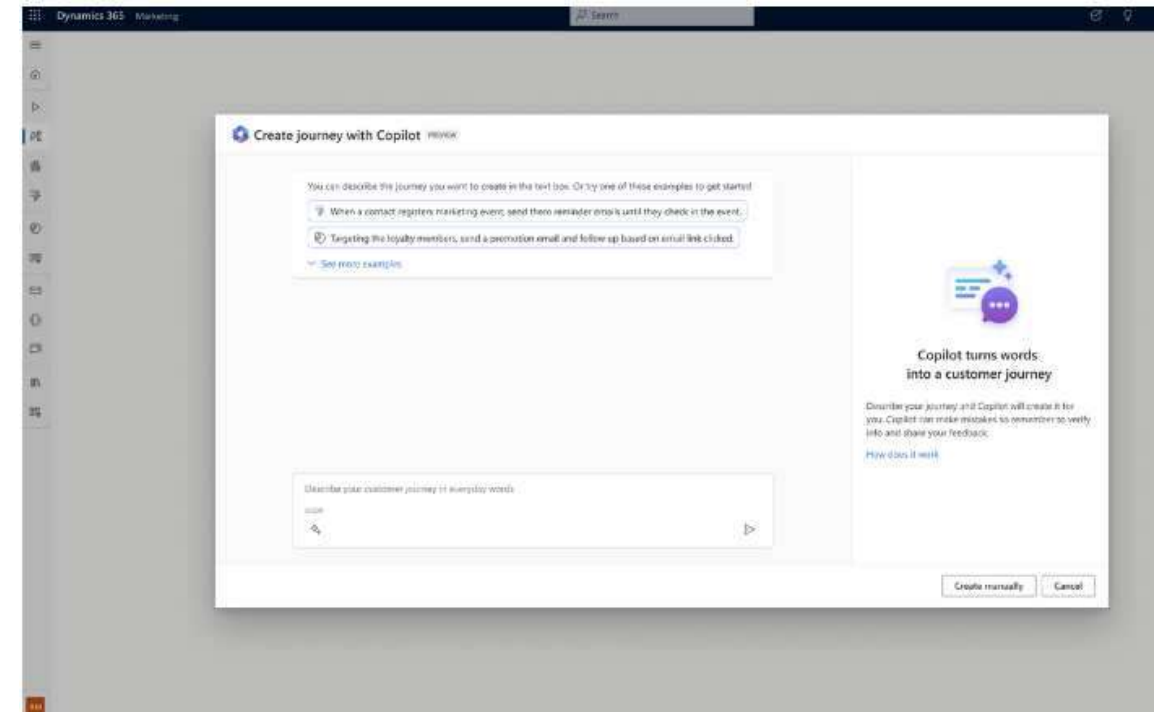 Dynamics 365 Marketing
Search
Create journey with Copilot PREVIEW
You can describe the journey you want to create in the text box. Or try one of these examples to get started
When a contact registers marketing event, send them reminder emails until they check in the event.
Targeting the loyalty members, send a promotion email and follow up based on email link clicked.
See more examples
Copilot turns words
into a customer journey
Describe your journey and Copilot will create it for
you. Copilot can make mistakes so remember to verify
info and share your feedback.
How does it work
Describe your customer journey in everyday words
Create manually
Cancel